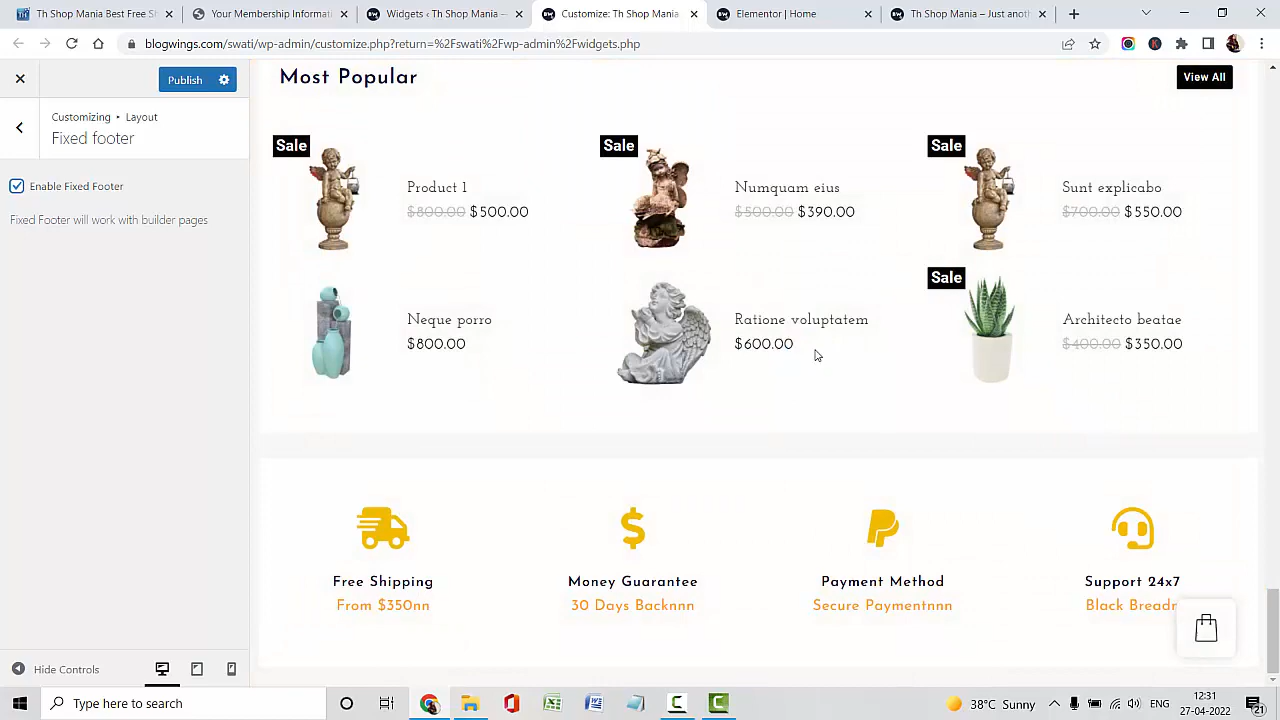 Th Shop Mania: Best Free S
Your Membership Informati
Widgets ‹ Th Shop Mania —
Customize: Th Shop Mania
Elementor | Home
Th Shop Mania – Just anoth
blogwings.com/swati/wp-admin/customize.php?return=%2Fswati%2Fwp-admin%2Fwidgets.php
Publish
Customizing • Layout
Fixed footer
Enable Fixed Footer
Fixed Footer will work with builder pages
Most Popular
View All
Sale
Product 1
$800.00 $500.00
Sale
Numquam eius
$500.00 $390.00
Sale
Sunt explicabo
$700.00 $550.00
Neque porro
$800.00
Ratione voluptatem
$600.00
Sale
Architecto beatae
$400.00 $350.00
Free Shipping
From $350nn
Money Guarantee
30 Days Backnnn
Payment Method
Secure Paymentnnn
Support 24x7
Black Breadn
Hide Controls
Type here to search
38°C Sunny
ENG
12:31
27-04-2022
21